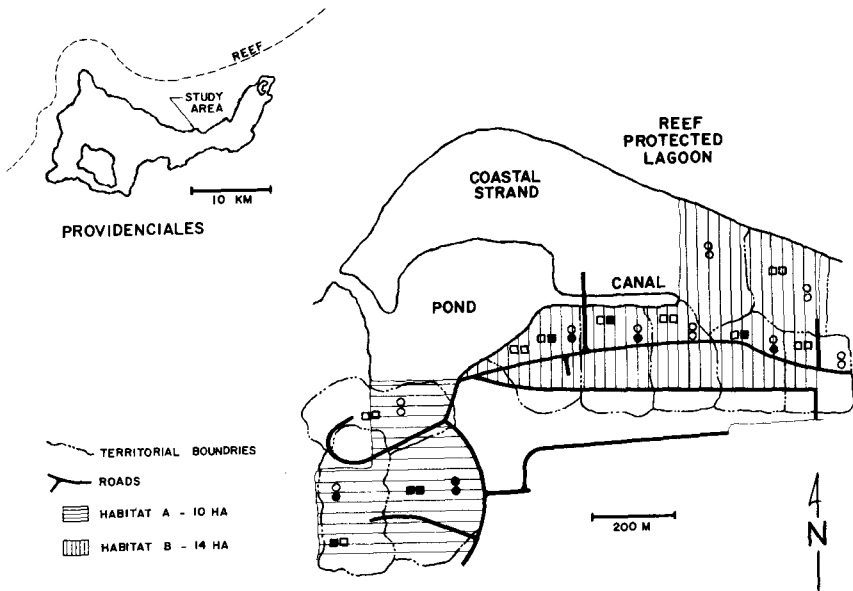 REEF
STUDY
AREA
10 KM
PROVIDENCIALES
REEF
PROTECTED
LAGOON
COASTAL
STRAND
CANAL
POND
TERRITORIAL BOUNDRIES
ROADS
HABITAT A - 10 HA
HABITAT B - 14 HA
200 M
N